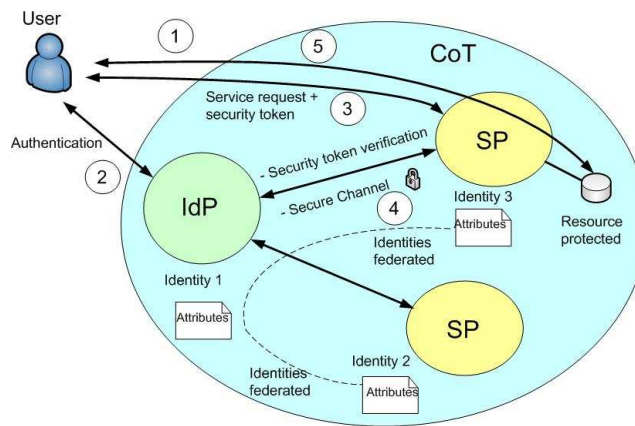 User
1
5
CoT
Service request +
security token
3
SP
Authentication
2
- Security token verification
- Secure Channel
IdP
4
Identity 3
Attributes
Resource
protected
Identities
federated
Identity 1
Attributes
SP
Identity 2
Identities
federated
Attributes